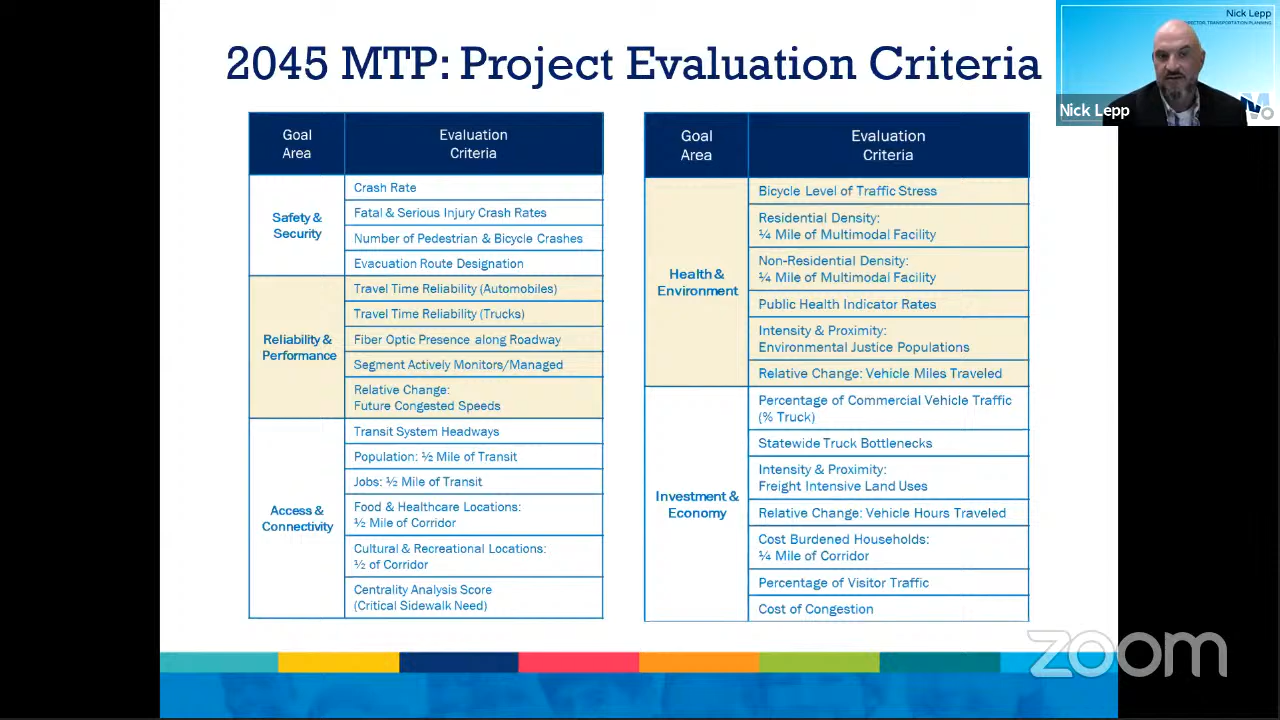 2045 MTP: Project Evaluation Criteria
Goal
Area
Evaluation
Criteria
Safety &
Security
Crash Rate
Fatal & Serious Injury Crash Rates
Number of Pedestrian & Bicycle Crashes
Evacuation Route Designation
Reliability &
Performance
Travel Time Reliability (Automobiles)
Travel Time Reliability (Trucks)
Fiber Optic Presence along Roadway
Segment Actively Monitors/Managed
Relative Change:
Future Congested Speeds
Access &
Connectivity
Transit System Headways
Population: ½ Mile of Transit
Jobs: ½ Mile of Transit
Food & Healthcare Locations:
½ Mile of Corridor
Cultural & Recreational Locations:
½ of Corridor
Centrality Analysis Score
(Critical Sidewalk Need)
Goal
Area
Evaluation
Criteria
Health &
Environment
Bicycle Level of Traffic Stress
Residential Density:
¼ Mile of Multimodal Facility
Non-Residential Density:
¼ Mile of Multimodal Facility
Public Health Indicator Rates
Intensity & Proximity:
Environmental Justice Populations
Relative Change: Vehicle Miles Traveled
Investment &
Economy
Percentage of Commercial Vehicle Traffic
(% Truck)
Statewide Truck Bottlenecks
Intensity & Proximity:
Freight Intensive Land Uses
Relative Change: Vehicle Hours Traveled
Cost Burdened Households:
¼ Mile of Corridor
Percentage of Visitor Traffic
Cost of Congestion
Nick Lepp
DIRECTOR, TRANSPORTATION PLANNING
Nick Lepp
zoom